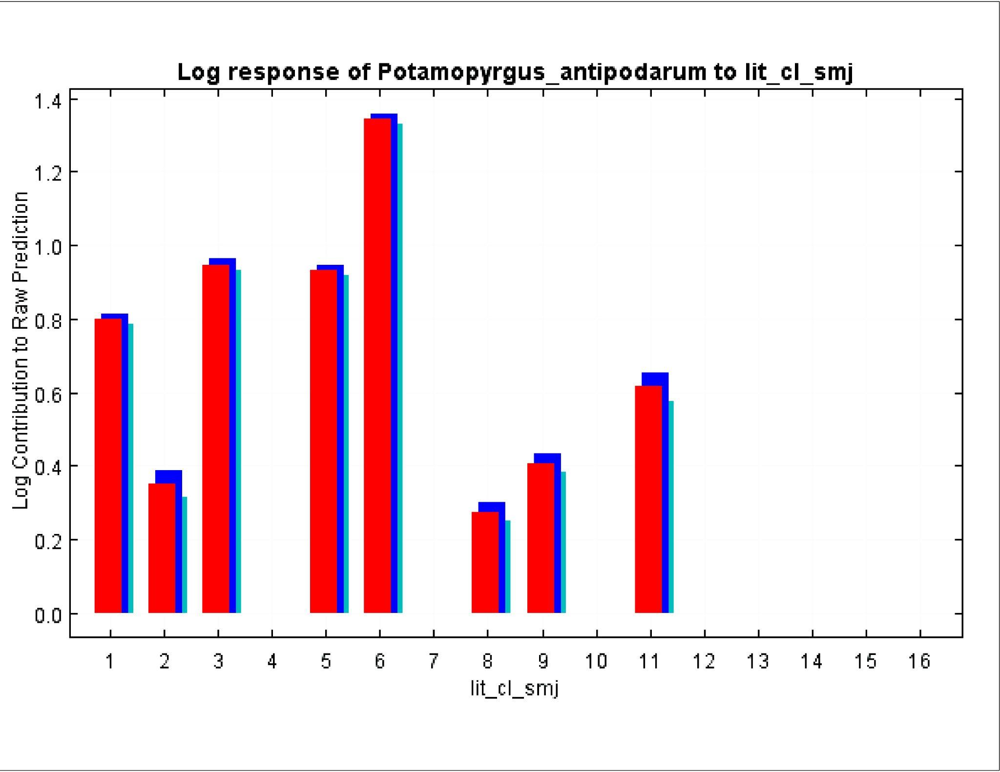 Log response of Potamopyrgus_antipodarum to lit_cl_smj
Log Contribution to Raw Prediction
1.4
1.2
1.0
0.8
0.6
0.4
0.2
0.0
1 2 3 4 5 6 7 8 9 10 11 12 13 14 15 16
lit_cl_smj